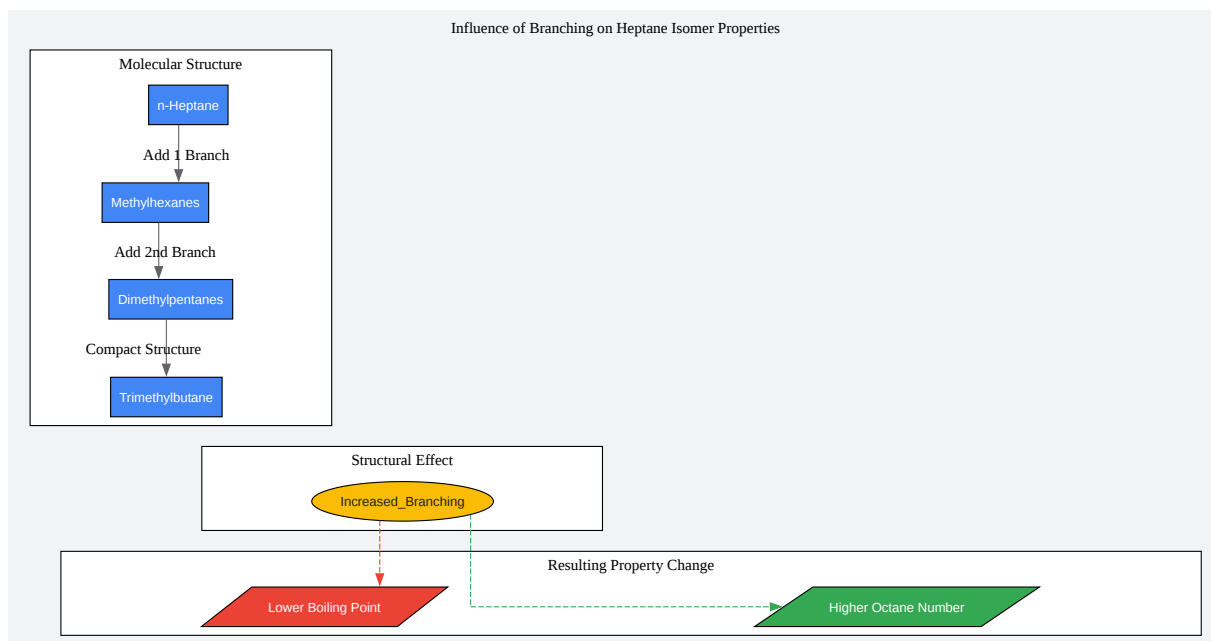 Influence of Branching on Heptane Isomer Properties
Molecular Structure
n-Heptane
Add 1 Branch
Methylhexanes
Add 2nd Branch
Dimethylpentanes
Compact Structure
Trimethylbutane
Structural Effect
Increased_Branching
Resulting Property Change
Lower Boiling Point
Higher Octane Number